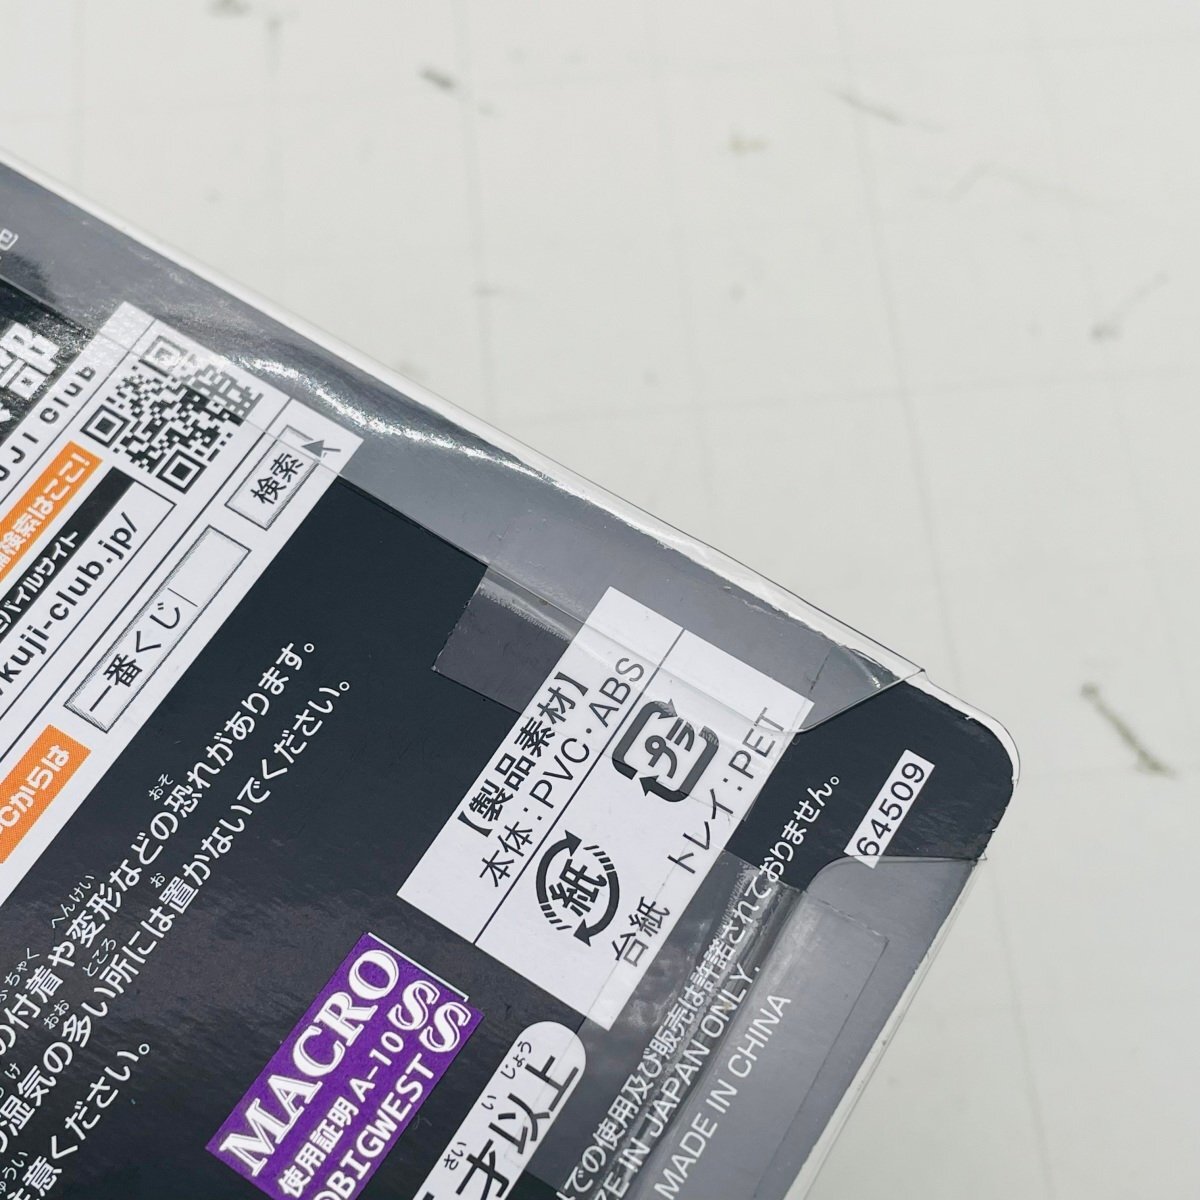 部
UJI Club
検索はここ!
モバイルサイト
kuji-club.jp/
検索
一番くじ
PCからは
の付着や変形などの恐れがあります。
湿気の多い所には置かないでください。
注意ください。
【製品素材】
本体:PVC・ABS
プラ
紙
台紙 トレイ:PET
MACROSS
使用証明 A-10
©BIGWEST
才以上
での使用及び販売は許諾されておりません。
IN JAPAN ONLY.
MADE IN CHINA
64509